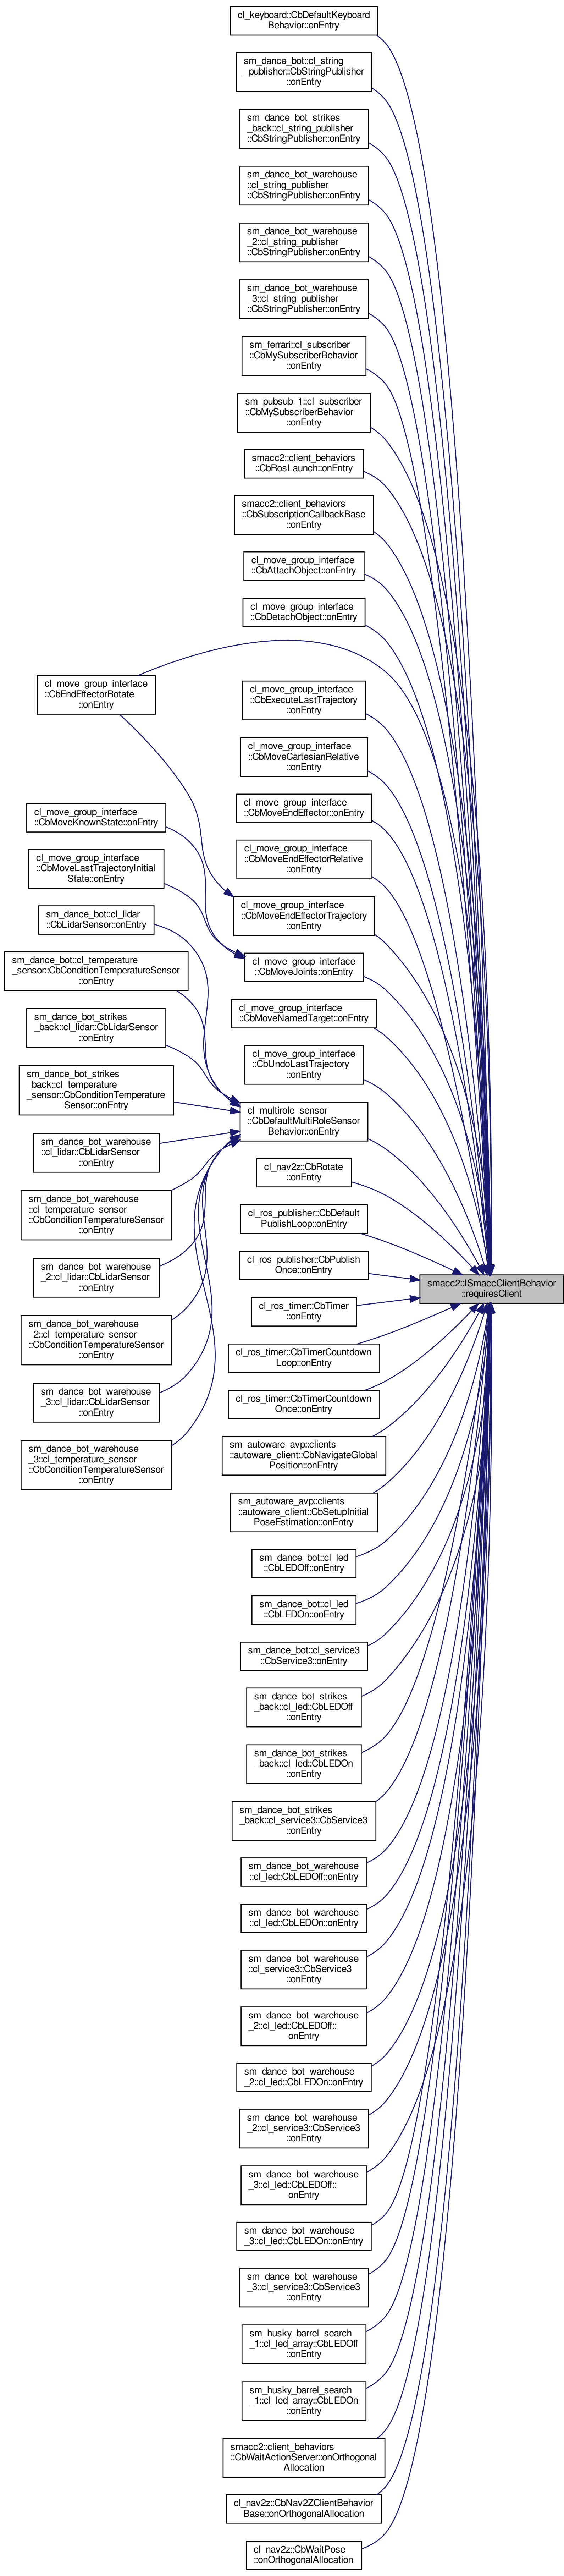 cl_keyboard::CbDefaultKeyboard
Behavior::onEntry
sm_dance_bot::cl_string
_publisher::CbStringPublisher
::onEntry
sm_dance_bot_strikes
_back::cl_string_publisher
::CbStringPublisher::onEntry
sm_dance_bot_warehouse
::cl_string_publisher
::CbStringPublisher::onEntry
sm_dance_bot_warehouse
_2::cl_string_publisher
::CbStringPublisher::onEntry
sm_dance_bot_warehouse
_3::cl_string_publisher
::CbStringPublisher::onEntry
sm_ferrari::cl_subscriber
::CbMySubscriberBehavior
::onEntry
sm_pubsub_1::cl_subscriber
::CbMySubscriberBehavior
::onEntry
smacc2::client_behaviors
::CbRosLaunch::onEntry
smacc2::client_behaviors
::CbSubscriptionCallbackBase
::onEntry
cl_move_group_interface
::CbAttachObject::onEntry
cl_move_group_interface
::CbDetachObject::onEntry
cl_move_group_interface
::CbEndEffectorRotate
::onEntry
cl_move_group_interface
::CbExecuteLastTrajectory
::onEntry
cl_move_group_interface
::CbMoveCartesianRelative
::onEntry
cl_move_group_interface
::CbMoveEndEffector::onEntry
cl_move_group_interface
::CbMoveKnownState::onEntry
cl_move_group_interface
::CbMoveEndEffectorRelative
::onEntry
cl_move_group_interface
::CbMoveLastTrajectoryInitial
State::onEntry
cl_move_group_interface
::CbMoveEndEffectorTrajectory
::onEntry
sm_dance_bot::cl_lidar
::CbLidarSensor::onEntry
cl_move_group_interface
::CbMoveJoints::onEntry
sm_dance_bot::cl_temperature
_sensor::CbConditionTemperatureSensor
::onEntry
cl_move_group_interface
::CbMoveNamedTarget::onEntry
sm_dance_bot_strikes
_back::cl_lidar::CbLidarSensor
::onEntry
cl_move_group_interface
::CbUndoLastTrajectory
::onEntry
sm_dance_bot_strikes
_back::cl_temperature
_sensor::CbConditionTemperature
Sensor::onEntry
cl_multirole_sensor
::CbDefaultMultiRoleSensor
Behavior::onEntry
sm_dance_bot_warehouse
::cl_lidar::CbLidarSensor
::onEntry
cl_nav2z::CbRotate
::onEntry
sm_dance_bot_warehouse
::cl_temperature_sensor
::CbConditionTemperatureSensor
::onEntry
cl_ros_publisher::CbDefault
PublishLoop::onEntry
sm_dance_bot_warehouse
_2::cl_lidar::CbLidarSensor
::onEntry
cl_ros_publisher::CbPublish
Once::onEntry
smacc2::ISmaccClientBehavior
::requiresClient
cl_ros_timer::CbTimer
::onEntry
sm_dance_bot_warehouse
_2::cl_temperature_sensor
::CbConditionTemperatureSensor
::onEntry
cl_ros_timer::CbTimerCountdown
Loop::onEntry
sm_dance_bot_warehouse
_3::cl_lidar::CbLidarSensor
::onEntry
cl_ros_timer::CbTimerCountdown
Once::onEntry
sm_dance_bot_warehouse
_3::cl_temperature_sensor
::CbConditionTemperatureSensor
::onEntry
sm_autoware_avp::clients
::autoware_client::CbNavigateGlobal
Position::onEntry
sm_autoware_avp::clients
::autoware_client::CbSetupInitial
PoseEstimation::onEntry
sm_dance_bot::cl_led
::CbLEDOff::onEntry
sm_dance_bot::cl_led
::CbLEDOn::onEntry
sm_dance_bot::cl_service3
::CbService3::onEntry
sm_dance_bot_strikes
_back::cl_led::CbLEDOff
::onEntry
sm_dance_bot_strikes
_back::cl_led::CbLEDOn
::onEntry
sm_dance_bot_strikes
_back::cl_service3::CbService3
::onEntry
sm_dance_bot_warehouse
::cl_led::CbLEDOff::onEntry
sm_dance_bot_warehouse
::cl_led::CbLEDOn::onEntry
sm_dance_bot_warehouse
::cl_service3::CbService3
::onEntry
sm_dance_bot_warehouse
_2::cl_led::CbLEDOff::
onEntry
sm_dance_bot_warehouse
_2::cl_led::CbLEDOn::onEntry
sm_dance_bot_warehouse
_2::cl_service3::CbService3
::onEntry
sm_dance_bot_warehouse
_3::cl_led::CbLEDOff::
onEntry
sm_dance_bot_warehouse
_3::cl_led::CbLEDOn::onEntry
sm_dance_bot_warehouse
_3::cl_service3::CbService3
::onEntry
sm_husky_barrel_search
_1::cl_led_array::CbLEDOff
::onEntry
sm_husky_barrel_search
_1::cl_led_array::CbLEDOn
::onEntry
smacc2::client_behaviors
::CbWaitActionServer::onOrthogonal
Allocation
cl_nav2z::CbNav2ZClientBehavior
Base::onOrthogonalAllocation
cl_nav2z::CbWaitPose
::onOrthogonalAllocation